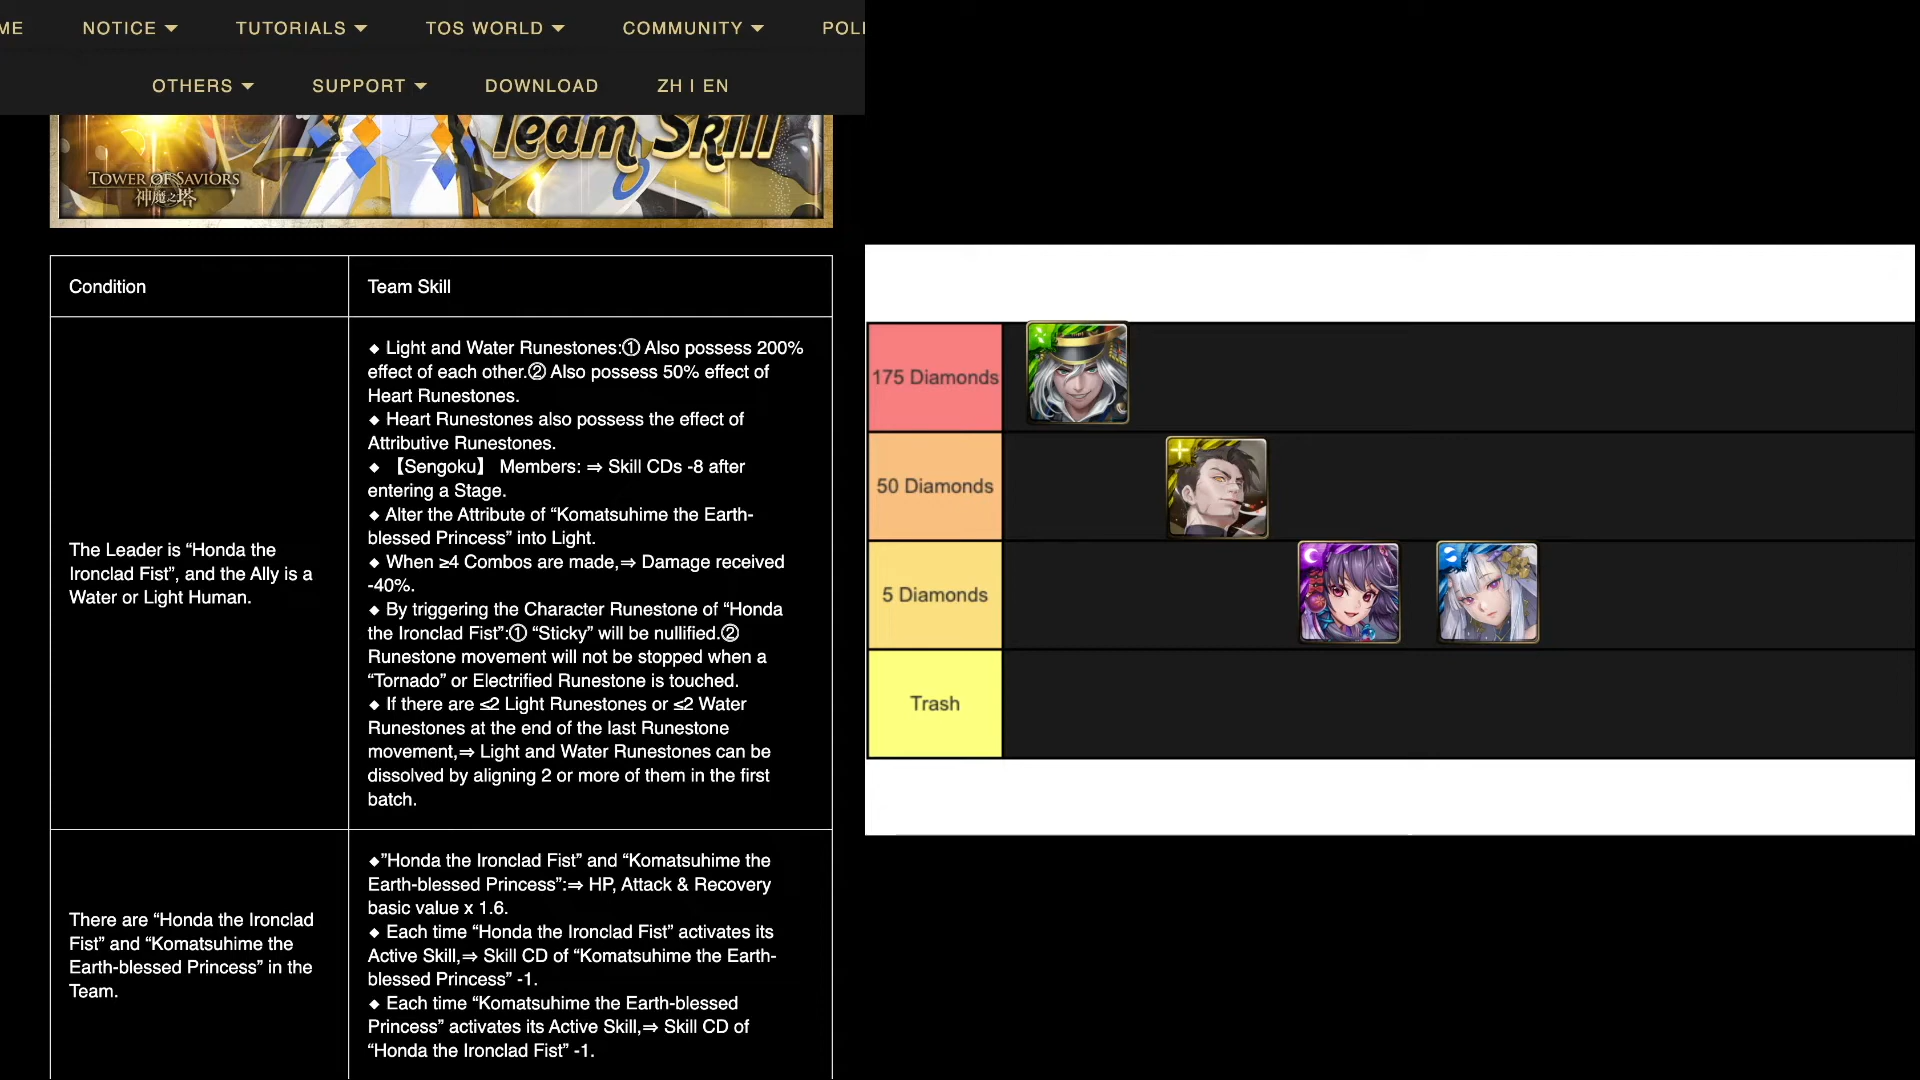 ME NOTICE TUTORIALS TOS WORLD COMMUNITY POLI
OTHERS SUPPORT DOWNLOAD ZH I EN
Team Skill
TOWER OF SAVIORS
神魔之塔
Condition
Team Skill
The Leader is “Honda the
Ironclad Fist”, and the Ally is a
Water or Light Human.
◆ Light and Water Runestones:① Also possess 200%
effect of each other.② Also possess 50% effect of
Heart Runestones.
◆ Heart Runestones also possess the effect of
Attributive Runestones.
◆ 【Sengoku】 Members: ⇒ Skill CDs -8 after
entering a Stage.
◆ Alter the Attribute of “Komatsuhime the Earth-
blessed Princess” into Light.
◆ When ≥4 Combos are made,⇒ Damage received
-40%.
◆ By triggering the Character Runestone of “Honda
the Ironclad Fist”:① “Sticky” will be nullified.②
Runestone movement will not be stopped when a
“Tornado” or Electrified Runestone is touched.
◆ If there are ≤2 Light Runestones or ≤2 Water
Runestones at the end of the last Runestone
movement,⇒ Light and Water Runestones can be
dissolved by aligning 2 or more of them in the first
batch.
There are “Honda the Ironclad
Fist” and “Komatsuhime the
Earth-blessed Princess” in the
Team.
◆”Honda the Ironclad Fist” and “Komatsuhime the
Earth-blessed Princess”:⇒ HP, Attack & Recovery
basic value x 1.6.
◆ Each time “Honda the Ironclad Fist” activates its
Active Skill,⇒ Skill CD of “Komatsuhime the Earth-
blessed Princess” -1.
◆ Each time “Komatsuhime the Earth-blessed
Princess” activates its Active Skill,⇒ Skill CD of
“Honda the Ironclad Fist” -1.
175 Diamonds
50 Diamonds
5 Diamonds
Trash